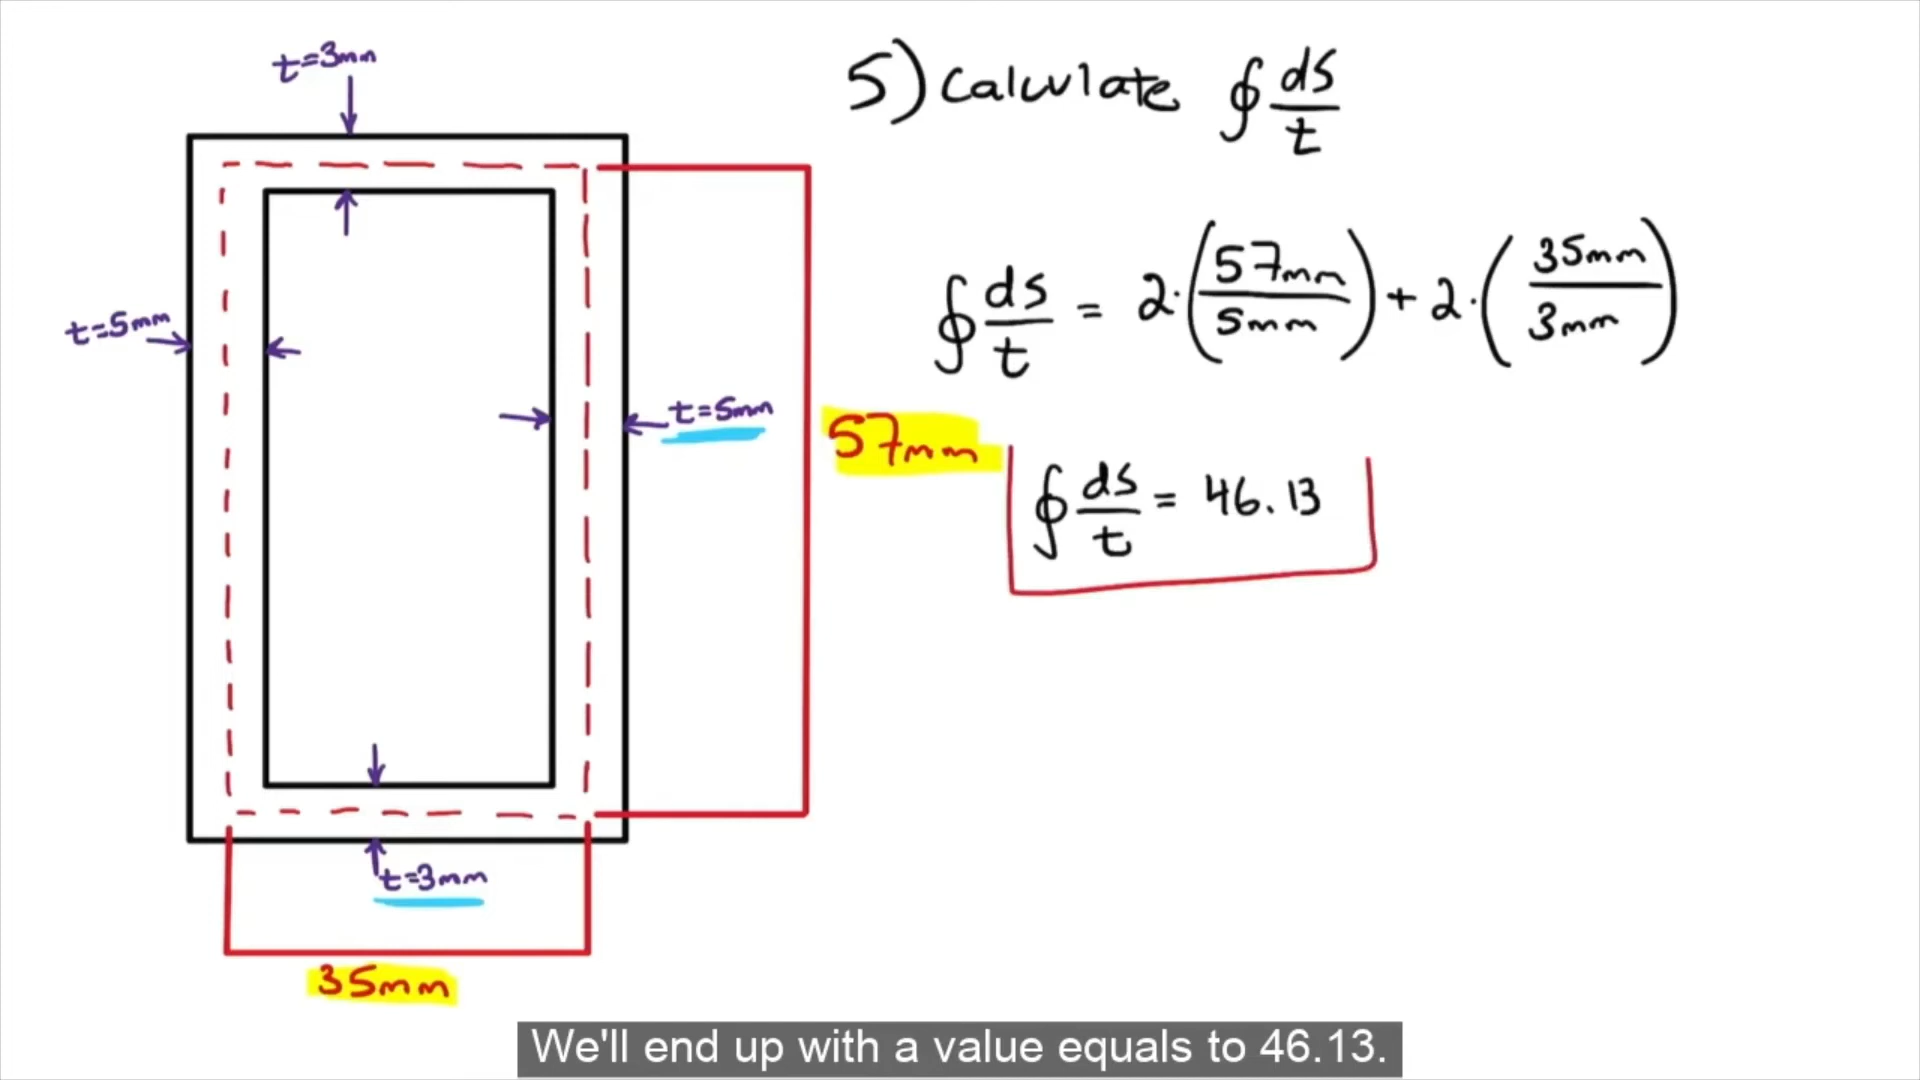 t=3mm
5) Calculate ∮ ds/t
∮ ds/t = 2·(57mm/5mm) + 2·(35mm/3mm)
t=5mm
t=5mm
57mm
∮ ds/t = 46.13
t=3mm
35mm
We'll end up with a value equals to 46.13.